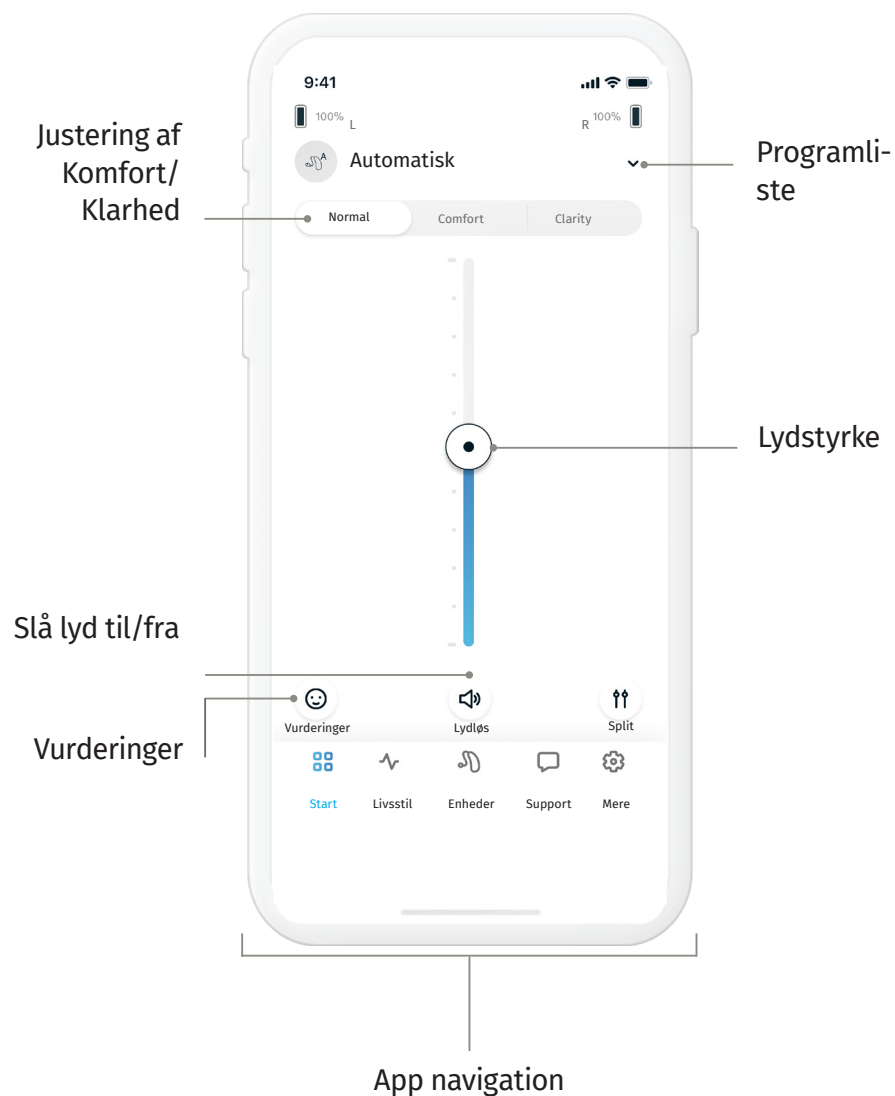 9:41
100% L
R 100%
Justering af
Komfort/
Klarhed
Automatisk
Programli-
ste
Normal
Comfort
Clarity
Lydstyrke
Slå lyd til/fra
Vurderinger
Vurderinger
Lydløs
Split
Start
Livsstil
Enheder
Support
Mere
App navigation